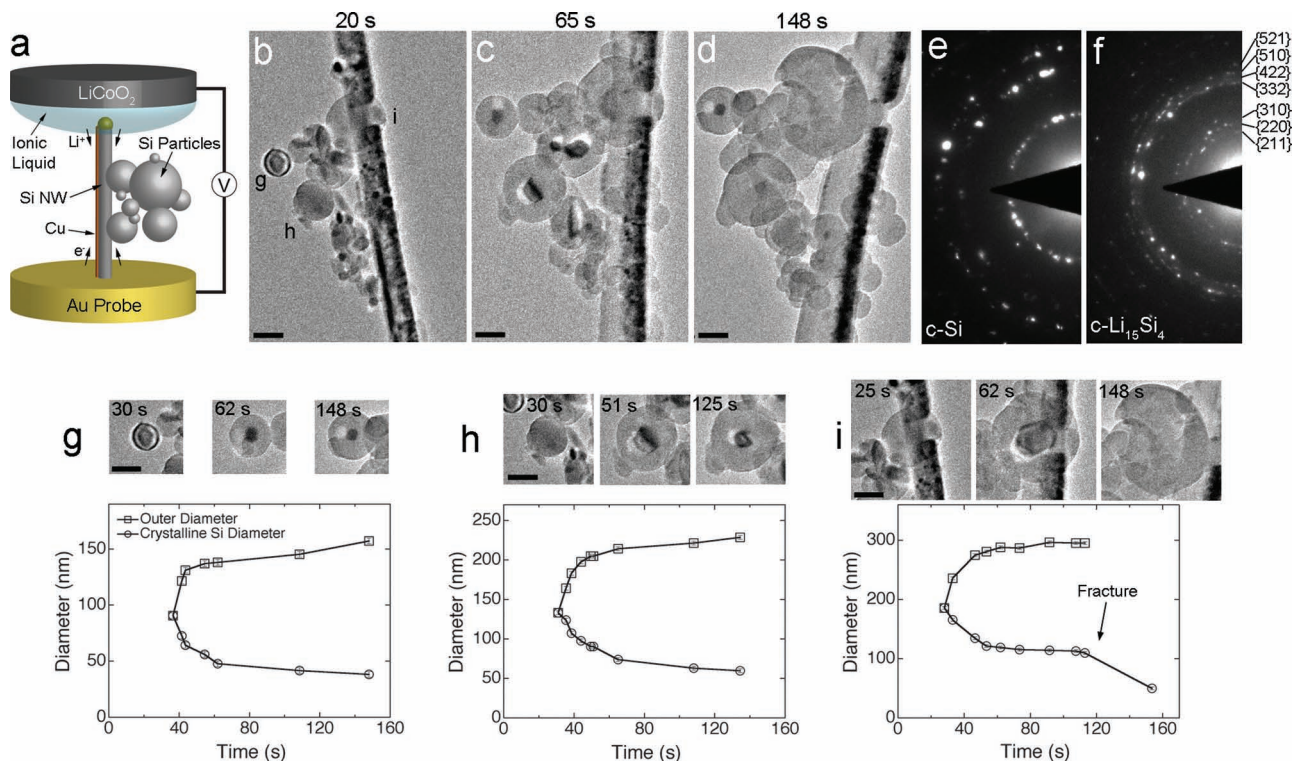 a
LiCoO₂
Ionic
Liquid
Li⁺
Si Particles
Si NW
Cu
e⁻
V
Au Probe
20 s
65 s
148 s
b
g
h
i
c
d
e
c-Si
f
c-Li₁₅Si₄
{521}
{510}
{422}
{332}
{310}
{220}
{211}
g
30 s
62 s
148 s
Outer Diameter
Crystalline Si Diameter
Diameter (nm)
150
100
50
0
0 40 80 120 160
Time (s)
h
30 s
51 s
125 s
Diameter (nm)
250
200
150
100
50
0
0 40 80 120 160
Time (s)
i
25 s
62 s
148 s
Fracture
Diameter (nm)
300
200
100
0
0 40 80 120 160
Time (s)